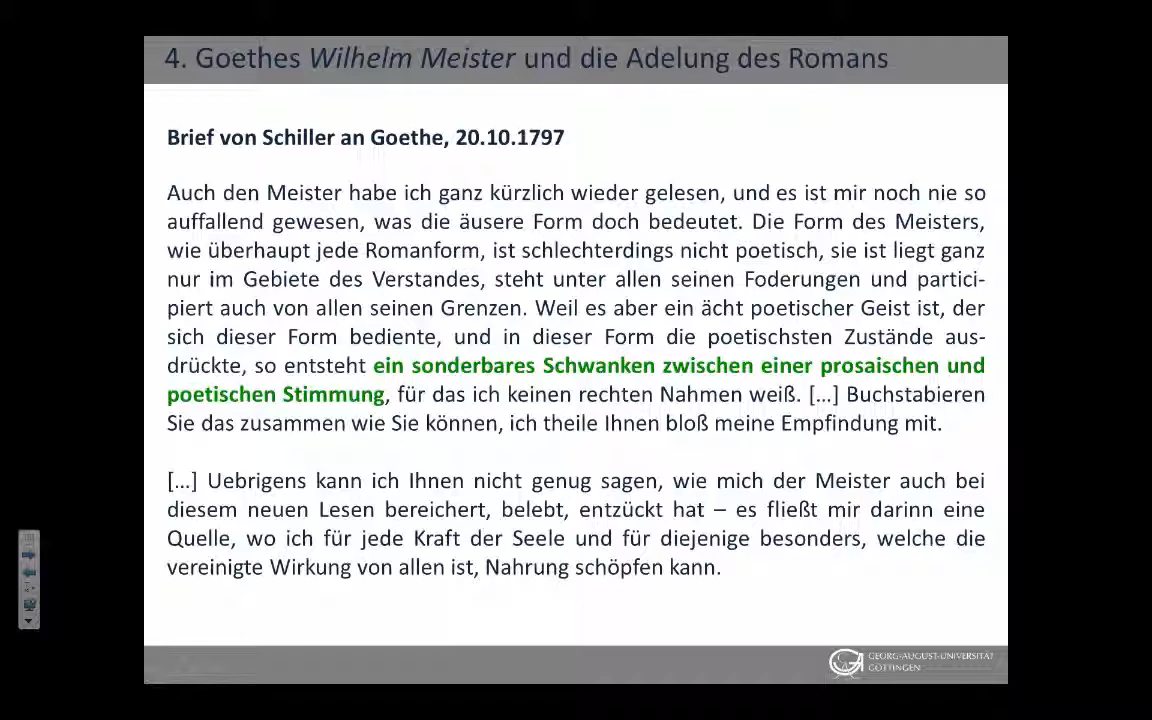 4. Goethes Wilhelm Meister und die Adelung des Romans
Brief von Schiller an Goethe, 20.10.1797
Auch den Meister habe ich ganz kürzlich wieder gelesen, und es ist mir noch nie so
auffallend gewesen, was die äusere Form doch bedeutet. Die Form des Meisters,
wie überhaupt jede Romanform, ist schlechterdings nicht poetisch, sie ist liegt ganz
nur im Gebiete des Verstandes, steht unter allen seinen Foderungen und partici-
piert auch von allen seinen Grenzen. Weil es aber ein ächt poetischer Geist ist, der
sich dieser Form bediente, und in dieser Form die poetischsten Zustände aus-
drückte, so entsteht ein sonderbares Schwanken zwischen einer prosaischen und
poetischen Stimmung, für das ich keinen rechten Nahmen weiß. [...] Buchstabieren
Sie das zusammen wie Sie können, ich theile Ihnen bloß meine Empfindung mit.
[...] Uebrigens kann ich Ihnen nicht genug sagen, wie mich der Meister auch bei
diesem neuen Lesen bereichert, belebt, entzückt hat – es fließt mir darinn eine
Quelle, wo ich für jede Kraft der Seele und für diejenige besonders, welche die
vereinigte Wirkung von allen ist, Nahrung schöpfen kann.
GEORG-AUGUST-UNIVERSITÄT
GÖTTINGEN